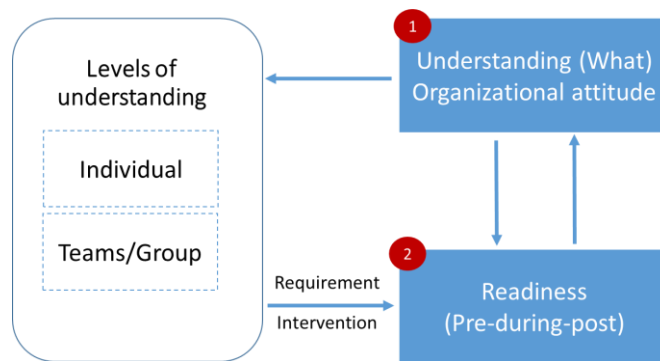 Levels of
understanding
Individual
Teams/Group
1
Understanding (What)
Organizational attitude
Requirement
Intervention
2
Readiness
(Pre-during-post)